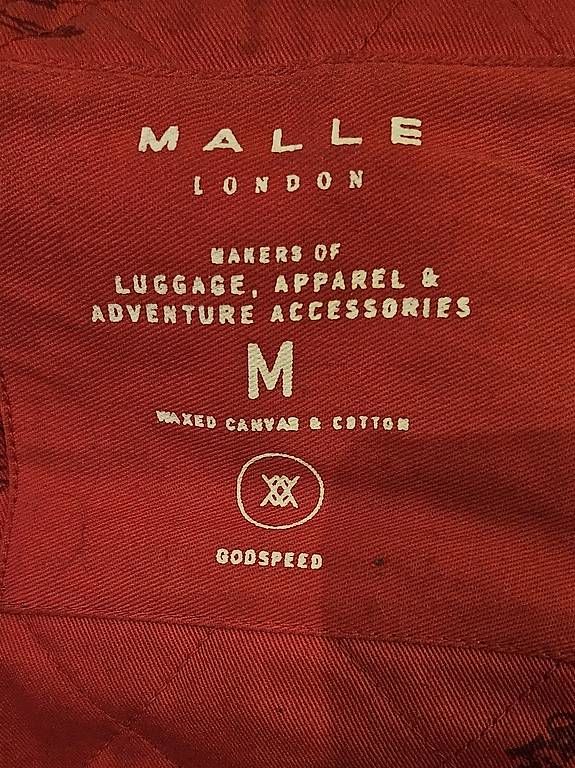 MALLE
LONDON
MAKERS OF
LUGGAGE, APPAREL &
ADVENTURE ACCESSORIES
M
WAXED CANVAS & COTTON
GODSPEED